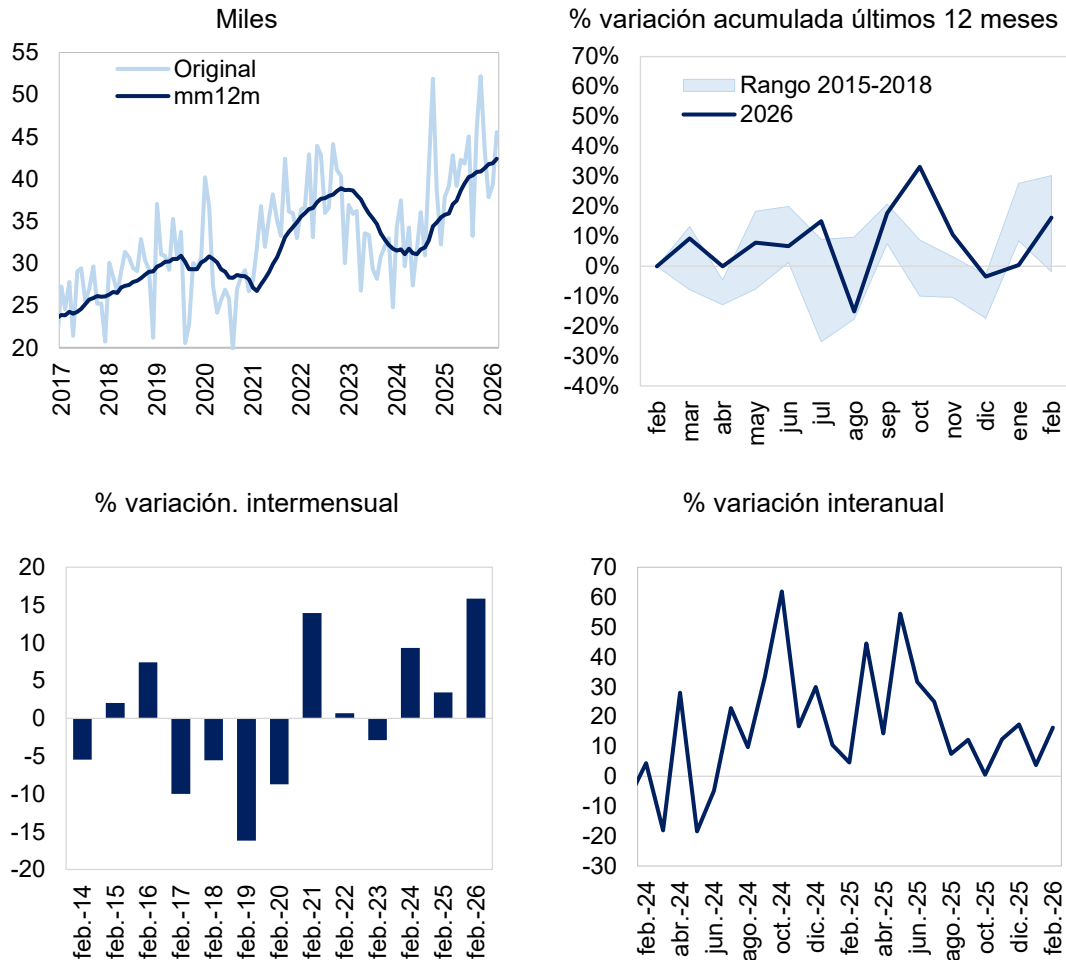 Miles
55
50
45
40
35
30
25
20
Original
mm12m
2017
2018
2019
2020
2021
2022
2023
2024
2025
2026
% variación acumulada últimos 12 meses
70%
60%
50%
40%
30%
20%
10%
0%
-10%
-20%
-30%
-40%
Rango 2015-2018
2026
feb
mar
abr
may
jun
jul
ago
sep
oct
nov
dic
ene
feb
% variación. intermensual
20
15
10
5
0
-5
-10
-15
-20
feb.-14
feb.-15
feb.-16
feb.-17
feb.-18
feb.-19
feb.-20
feb.-21
feb.-22
feb.-23
feb.-24
feb.-25
feb.-26
% variación interanual
70
60
50
40
30
20
10
0
-10
-20
-30
feb.-24
abr.-24
jun.-24
ago.-24
oct.-24
dic.-24
feb.-25
abr.-25
jun.-25
ago.-25
oct.-25
dic.-25
feb.-26